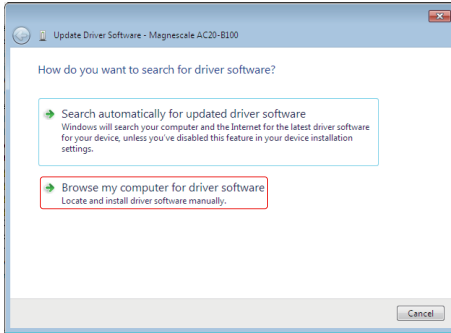 Update Driver Software - Magnescale AC20-B100
How do you want to search for driver software?
Search automatically for updated driver software
Windows will search your computer and the Internet for the latest driver software
for your device, unless you've disabled this feature in your device installation
settings.
Browse my computer for driver software
Locate and install driver software manually.
Cancel